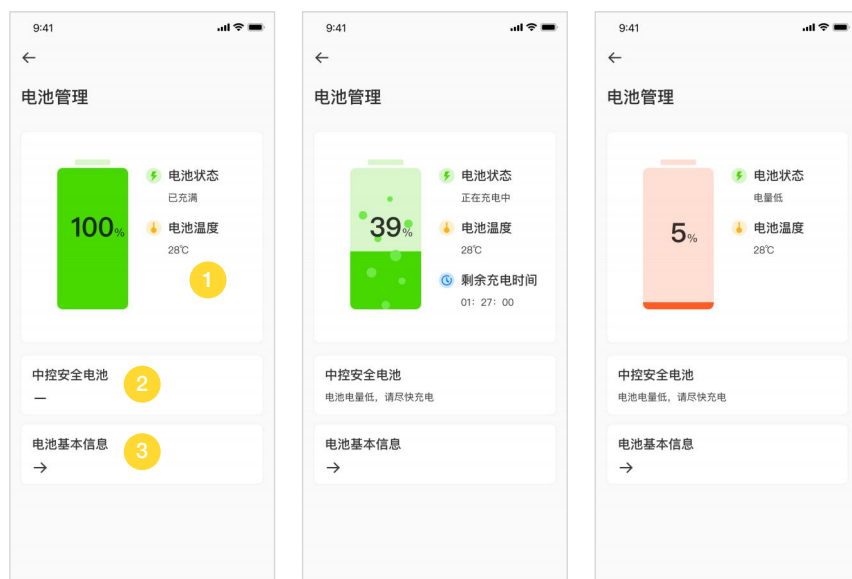 9:41
电池管理
100%
电池状态
已充满
电池温度
28℃
1
中控安全电池
2
—
电池基本信息
3
9:41
电池管理
39%
电池状态
正在充电中
电池温度
28℃
剩余充电时间
01: 27: 00
中控安全电池
电池电量低，请尽快充电
电池基本信息
9:41
电池管理
5%
电池状态
电量低
电池温度
28℃
中控安全电池
电池电量低，请尽快充电
电池基本信息